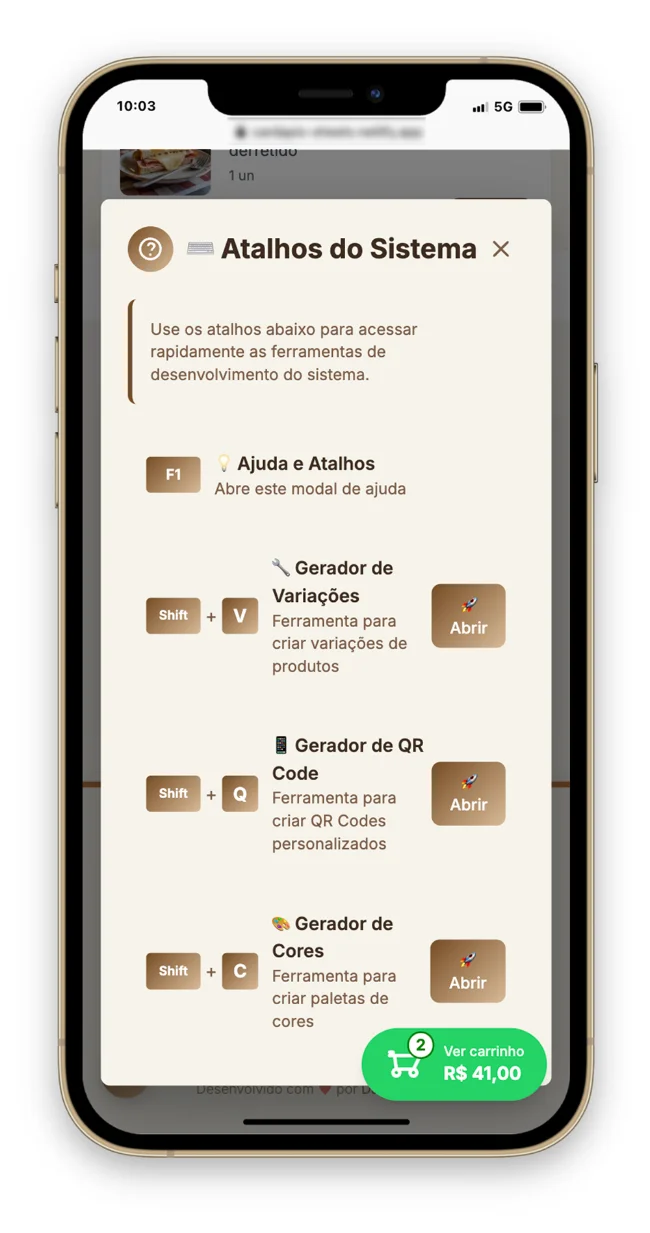 10:03
5G
derretido
1 un
Atalhos do Sistema
Use os atalhos abaixo para acessar
rapidamente as ferramentas de
desenvolvimento do sistema.
F1
Ajuda e Atalhos
Abre este modal de ajuda
Gerador de
Variações
Shift + V
Ferramenta para
criar variações de
produtos
Abrir
Gerador de QR
Code
Shift + Q
Ferramenta para
criar QR Codes
personalizados
Abrir
Gerador de
Cores
Shift + C
Ferramenta para
criar paletas de
cores
Abrir
2
Ver carrinho
R$ 41,00
Desenvolvido com ❤️ por